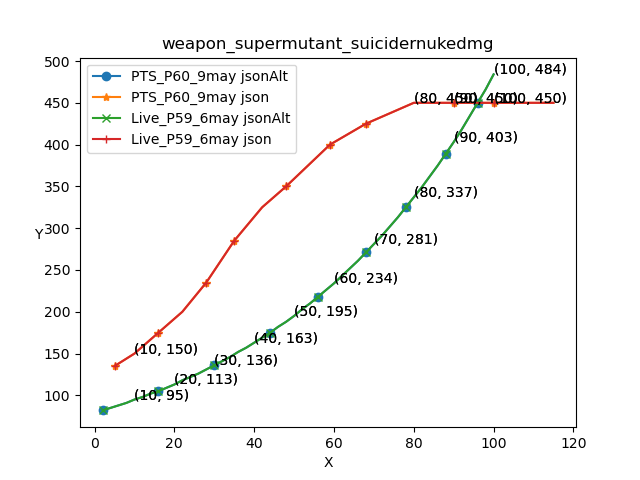 weapon_supermutant_suicidernukedmg
PTS_P60_9may jsonAlt
PTS_P60_9may json
Live_P59_6may jsonAlt
Live_P59_6may json
(100, 484)
(80, 450)
(100, 450)
(90, 403)
(80, 337)
(70, 281)
(60, 234)
(50, 195)
(40, 163)
(10, 150)
(30, 136)
(20, 113)
(10, 95)
500
450
400
350
300
250
200
150
100
Y
0 20 40 60 80 100 120
X